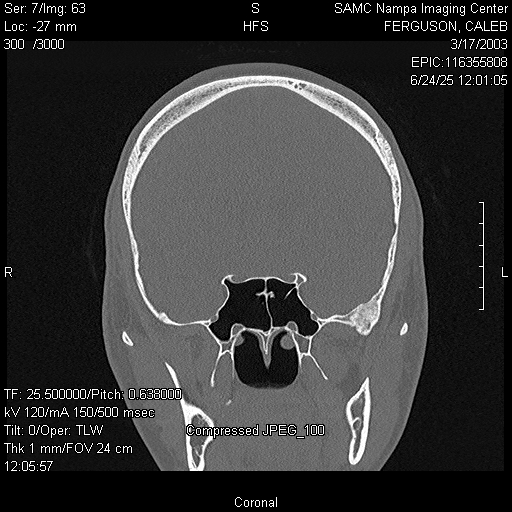 Ser: 7/Img: 63
Loc: -27 mm
300 /3000
S
HFS
SAMC Nampa Imaging Center
FERGUSON, CALEB
3/17/2003
EPIC:116355808
6/24/25 12:01:05
R
L
TF: 25.500000/Pitch: 0.638000
kV 120/mA 150/500 msec
Tilt: 0/Oper: TLW
Thk 1 mm/FOV 24 cm
12:05:57
Compressed JPEG_100
Coronal